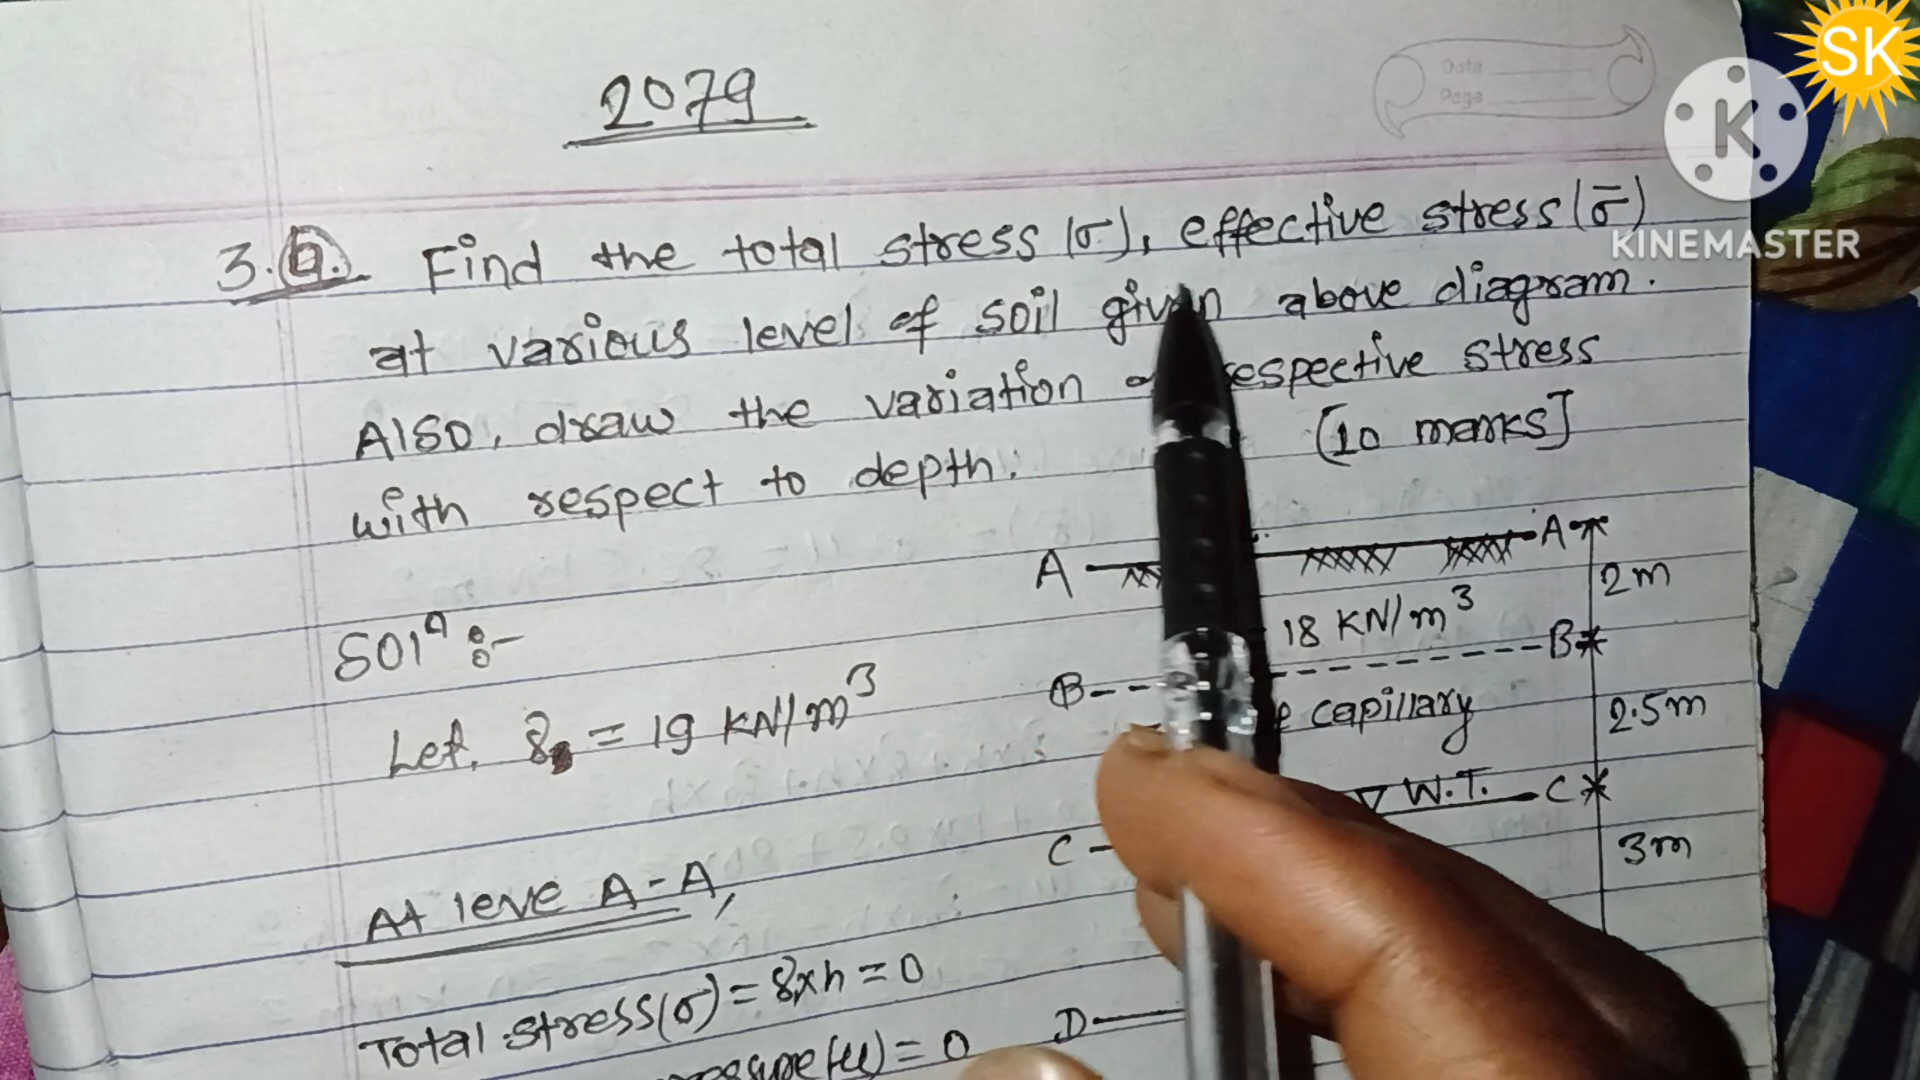 SK
K
KINEMASTER
Date
Page
2079
3. a. Find the total stress (σ), effective stress (σ̄)
at various level of soil given above diagram.
Also, draw the variation respective stress
with respect to depth. [10 marks]
A A
2m
18 KN/m³
B B
capillary 2.5m
W.T. C
C 3m
D
Solⁿ :-
Let, = 19 KN/m³
At leve A-A,
Total stress (σ) = 8×h = 0
(u) = 0